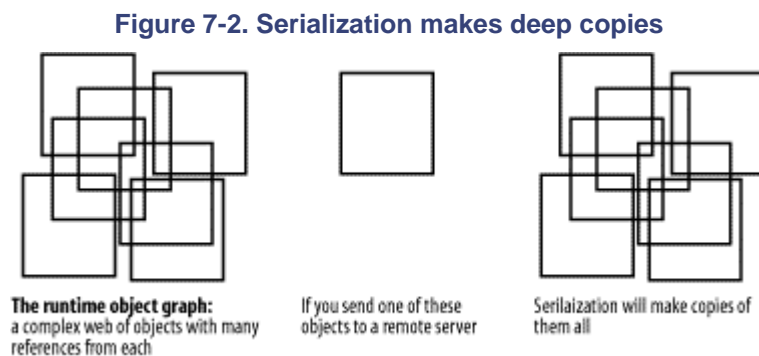 Figure 7-2. Serialization makes deep copies
The runtime object graph:
a complex web of objects with many
references from each
If you send one of these
objects to a remote server
Serilaization will make copies of
them all